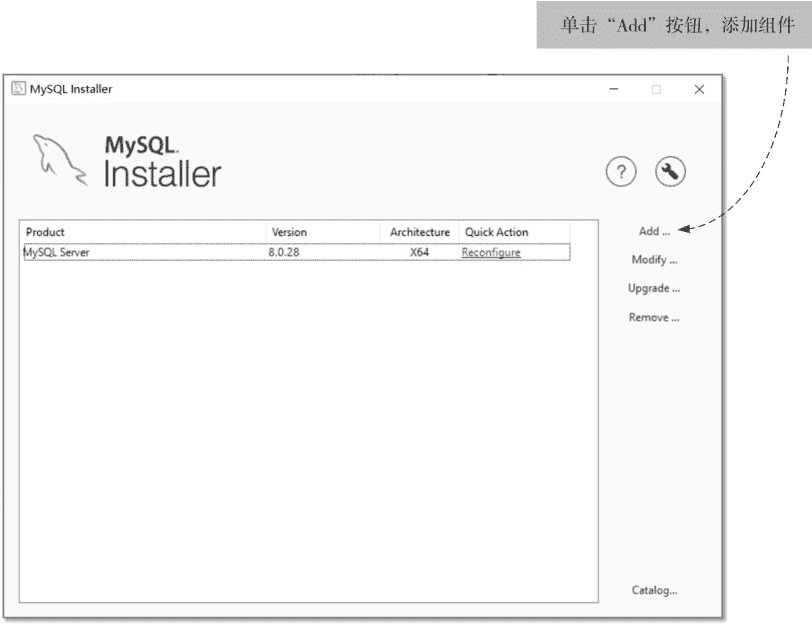 单击“Add”按钮，添加组件
MySQL Installer
MySQL.
Installer
?
Product Version Architecture Quick Action
MySQL Server 8.0.28 X64 Reconfigure
Add ...
Modify ...
Upgrade ...
Remove ...
Catalog...